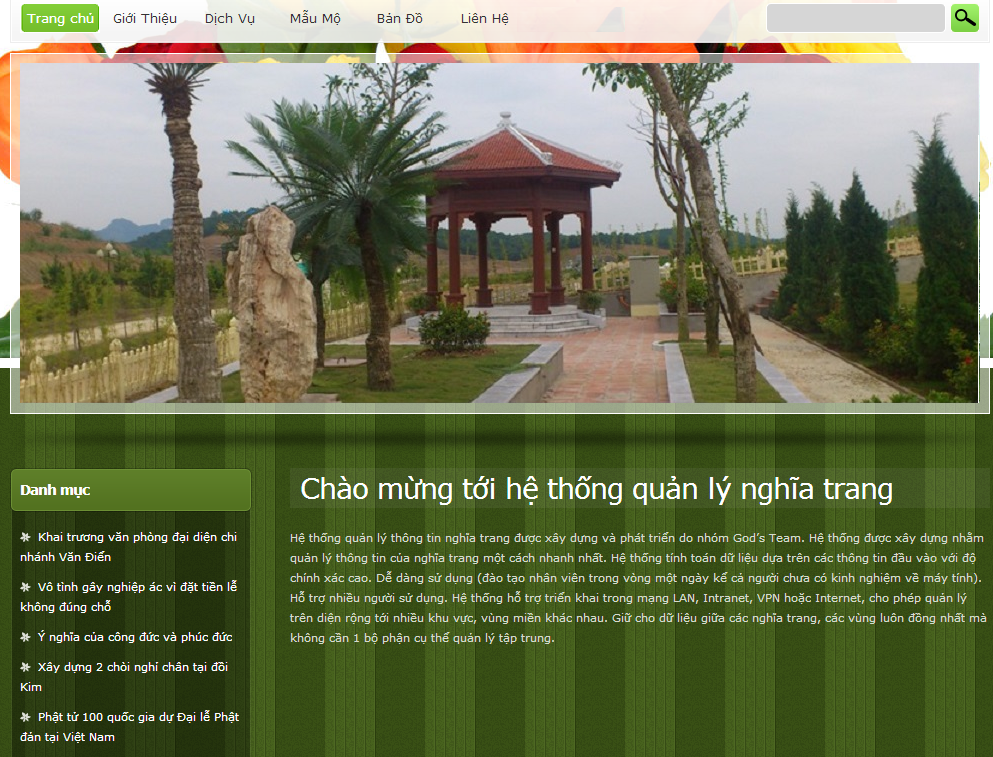 Trang chủ Giới Thiệu Dịch Vụ Mẫu Mộ Bản Đồ Liên Hệ
Danh mục
Khai trương văn phòng đại diện chi
nhánh Văn Điển
Vô tình gây nghiệp ác vì đặt tiền lễ
không đúng chỗ
Ý nghĩa của công đức và phúc đức
Xây dựng 2 chòi nghỉ chân tại đồi
Kim
Phật tử 100 quốc gia dự Đại lễ Phật
đản tại Việt Nam
Chào mừng tới hệ thống quản lý nghĩa trang
Hệ thống quản lý thông tin nghĩa trang được xây dựng và phát triển do nhóm God’s Team. Hệ thống được xây dựng nhằm
quản lý thông tin của nghĩa trang một cách nhanh nhất. Hệ thống tính toán dữ liệu dựa trên các thông tin đầu vào với độ
chính xác cao. Dễ dàng sử dụng (đào tạo nhân viên trong vòng một ngày kể cả người chưa có kinh nghiệm về máy tính).
Hỗ trợ nhiều người sử dụng. Hệ thống hỗ trợ triển khai trong mạng LAN, Intranet, VPN hoặc Internet, cho phép quản lý
trên diện rộng tới nhiều khu vực, vùng miền khác nhau. Giữ cho dữ liệu giữa các nghĩa trang, các vùng luôn đồng nhất mà
không cần 1 bộ phận cụ thể quản lý tập trung.